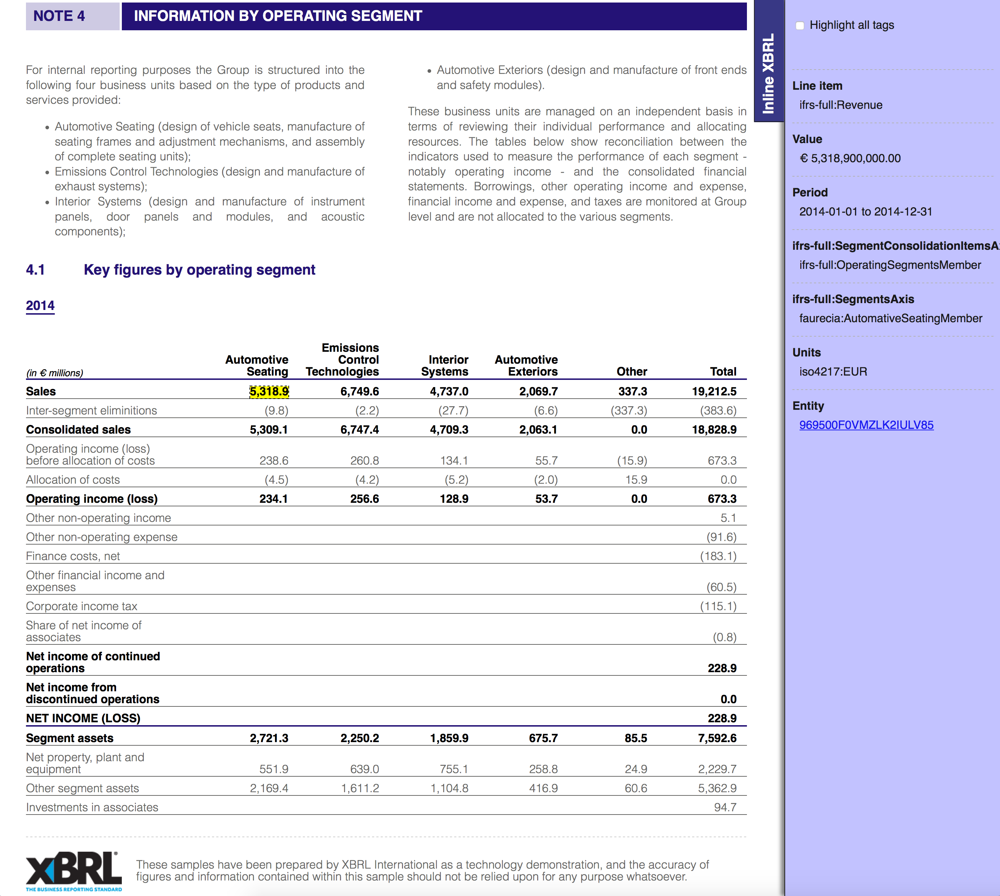 NOTE 4
INFORMATION BY OPERATING SEGMENT
For internal reporting purposes the Group is structured into the
following four business units based on the type of products and
services provided:
• Automotive Seating (design of vehicle seats, manufacture of
seating frames and adjustment mechanisms, and assembly
of complete seating units);
• Emissions Control Technologies (design and manufacture of
exhaust systems);
• Interior Systems (design and manufacture of instrument
panels, door panels and modules, and acoustic
components);
• Automotive Exteriors (design and manufacture of front ends
and safety modules).
These business units are managed on an independent basis in
terms of reviewing their individual performance and allocating
resources. The tables below show reconciliation between the
indicators used to measure the performance of each segment -
notably operating income - and the consolidated financial
statements. Borrowings, other operating income and expense,
financial income and expense, and taxes are monitored at Group
level and are not allocated to the various segments.
4.1 Key figures by operating segment
2014
(in € millions) Automotive Seating Emissions Control Technologies Interior Systems Automotive Exteriors Other Total
Sales 5,318.9 6,749.6 4,737.0 2,069.7 337.3 19,212.5
Inter-segment eliminitions (9.8) (2.2) (27.7) (6.6) (337.3) (383.6)
Consolidated sales 5,309.1 6,747.4 4,709.3 2,063.1 0.0 18,828.9
Operating income (loss)
before allocation of costs 238.6 260.8 134.1 55.7 (15.9) 673.3
Allocation of costs (4.5) (4.2) (5.2) (2.0) 15.9 0.0
Operating income (loss) 234.1 256.6 128.9 53.7 0.0 673.3
Other non-operating income 5.1
Other non-operating expense (91.6)
Finance costs, net (183.1)
Other financial income and
expenses (60.5)
Corporate income tax (115.1)
Share of net income of
associates (0.8)
Net income of continued
operations 228.9
Net income from
discontinued operations 0.0
NET INCOME (LOSS) 228.9
Segment assets 2,721.3 2,250.2 1,859.9 675.7 85.5 7,592.6
Net property, plant and
equipment 551.9 639.0 755.1 258.8 24.9 2,229.7
Other segment assets 2,169.4 1,611.2 1,104.8 416.9 60.6 5,362.9
Investments in associates 94.7
XBRL®
THE BUSINESS REPORTING STANDARD
These samples have been prepared by XBRL International as a technology demonstration, and the accuracy of
figures and information contained within this sample should not be relied upon for any purpose whatsoever.
Inline XBRL
Highlight all tags
Line item
ifrs-full:Revenue
Value
€ 5,318,900,000.00
Period
2014-01-01 to 2014-12-31
ifrs-full:SegmentConsolidationItemsA
ifrs-full:OperatingSegmentsMember
ifrs-full:SegmentsAxis
faurecia:AutomativeSeatingMember
Units
iso4217:EUR
Entity
969500F0VMZLK2IULV85